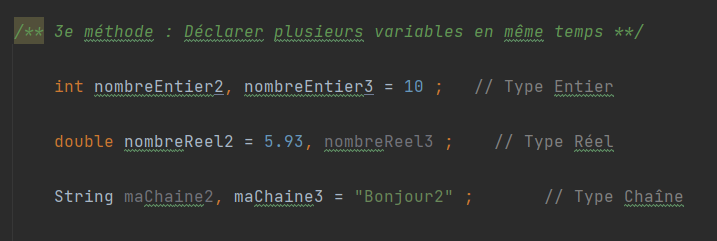 /** 3e méthode : Déclarer plusieurs variables en même temps **/
int nombreEntier2, nombreEntier3 = 10 ; // Type Entier
double nombreReel2 = 5.93, nombreReel3 ; // Type Réel
String maChaine2, maChaine3 = "Bonjour2" ; // Type Chaîne